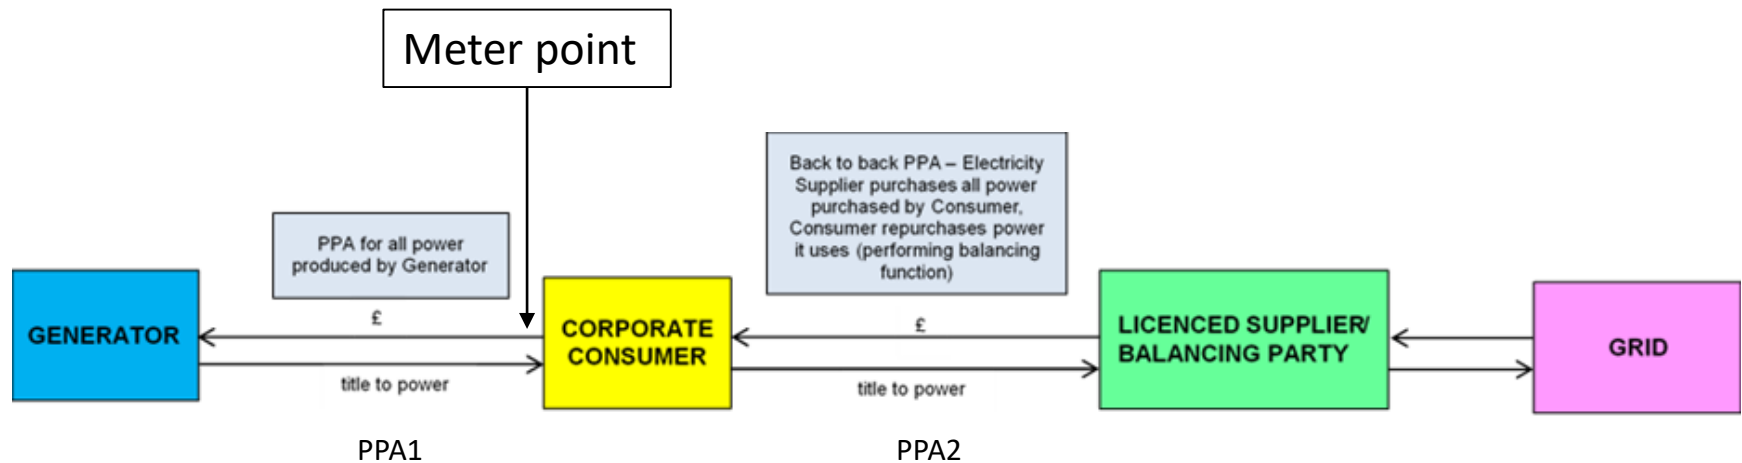 Meter point
Back to back PPA – Electricity
Supplier purchases all power
purchased by Consumer,
Consumer repurchases power
it uses (performing balancing
function)
PPA for all power
produced by Generator
GENERATOR
£
title to power
CORPORATE
CONSUMER
£
title to power
LICENCED SUPPLIER/
BALANCING PARTY
GRID
PPA1
PPA2